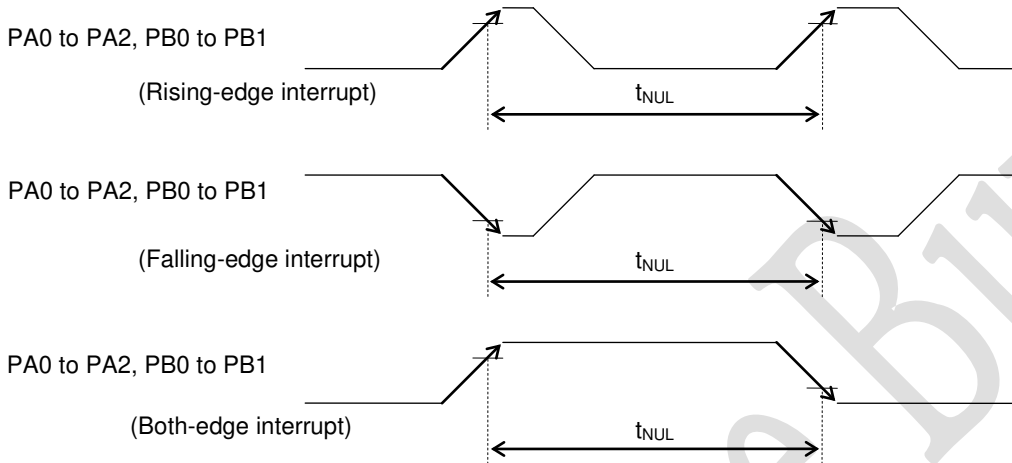 PA0 to PA2, PB0 to PB1
(Rising-edge interrupt)
tNUL
PA0 to PA2, PB0 to PB1
(Falling-edge interrupt)
tNUL
PA0 to PA2, PB0 to PB1
(Both-edge interrupt)
tNUL